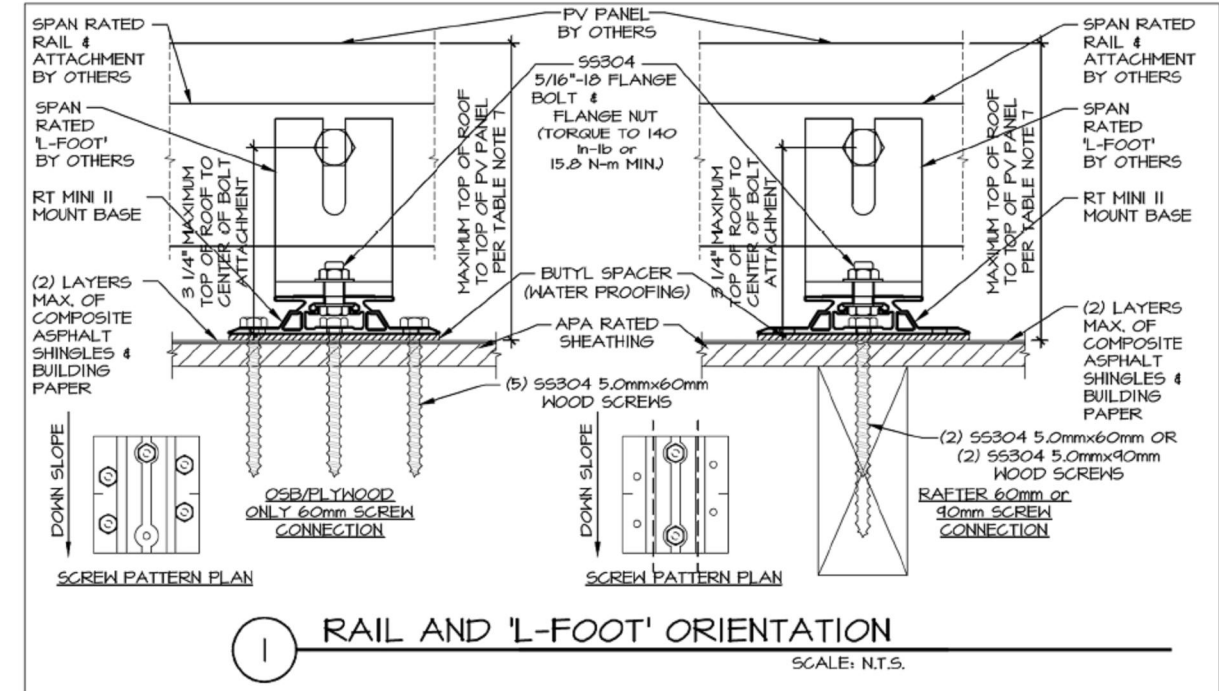 SPAN RATED
RAIL &
ATTACHMENT
BY OTHERS
SPAN
RATED
'L-FOOT'
BY OTHERS
RT MINI II
MOUNT BASE
(2) LAYERS
MAX. OF
COMPOSITE
ASPHALT
SHINGLES &
BUILDING
PAPER
3 1/4" MAXIMUM
TOP OF ROOF TO
CENTER OF BOLT
ATTACHMENT
MAXIMUM TOP OF ROOF
TO TOP OF PV PANEL
PER TABLE NOTE 7
PV PANEL
BY OTHERS
SS304
5/16"-18 FLANGE
BOLT &
FLANGE NUT
(TORQUE TO 140
in-lb or
15.8 N-m MIN.)
BUTYL SPACER
(WATER PROOFING)
APA RATED
SHEATHING
(5) SS304 5.0mmx60mm
WOOD SCREWS
3 1/4" MAXIMUM
TOP OF ROOF TO
CENTER OF BOLT
ATTACHMENT
MAXIMUM TOP OF ROOF
TO TOP OF PV PANEL
PER TABLE NOTE 7
SPAN RATED
RAIL &
ATTACHMENT
BY OTHERS
SPAN
RATED
'L-FOOT'
BY OTHERS
RT MINI II
MOUNT BASE
(2) LAYERS
MAX. OF
COMPOSITE
ASPHALT
SHINGLES &
BUILDING
PAPER
DOWN SLOPE
OSB/PLYWOOD
ONLY 60mm SCREW
CONNECTION
SCREW PATTERN PLAN
DOWN SLOPE
SCREW PATTERN PLAN
(2) SS304 5.0mmx60mm OR
(2) SS304 5.0mmx90mm
WOOD SCREWS
RAFTER 60mm or
90mm SCREW
CONNECTION
1
RAIL AND 'L-FOOT' ORIENTATION
SCALE: N.T.S.